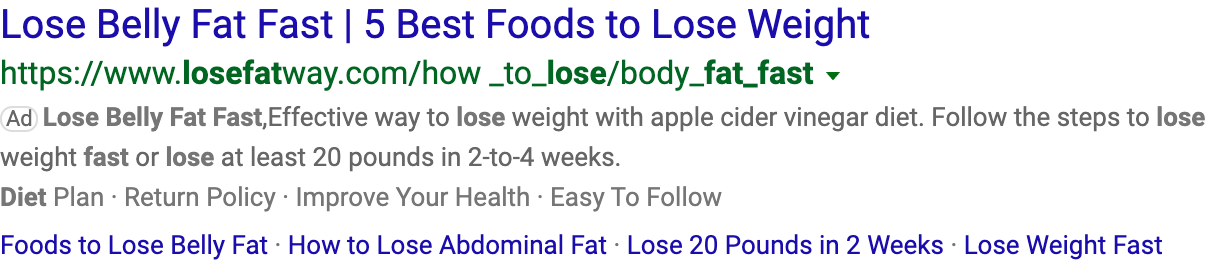 Lose Belly Fat Fast | 5 Best Foods to Lose Weight
https://www.losefatway.com/how _to_lose/body_fat_fast
Ad Lose Belly Fat Fast,Effective way to lose weight with apple cider vinegar diet. Follow the steps to lose
weight fast or lose at least 20 pounds in 2-to-4 weeks.
Diet Plan · Return Policy · Improve Your Health · Easy To Follow
Foods to Lose Belly Fat · How to Lose Abdominal Fat · Lose 20 Pounds in 2 Weeks · Lose Weight Fast